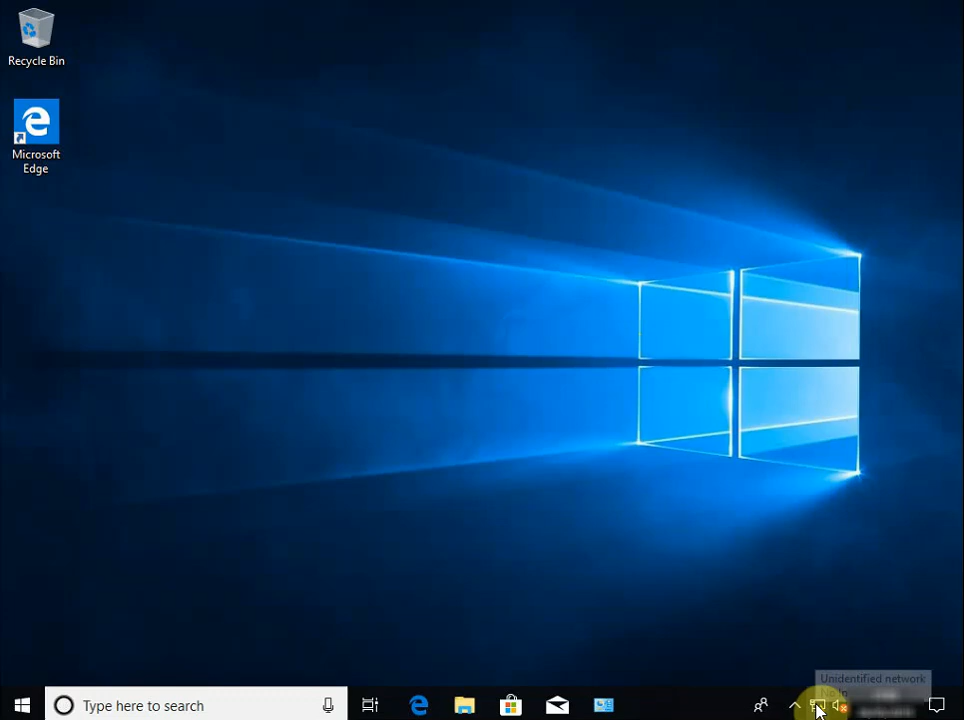 Recycle Bin
Microsoft
Edge
Unidentified network
Type here to search